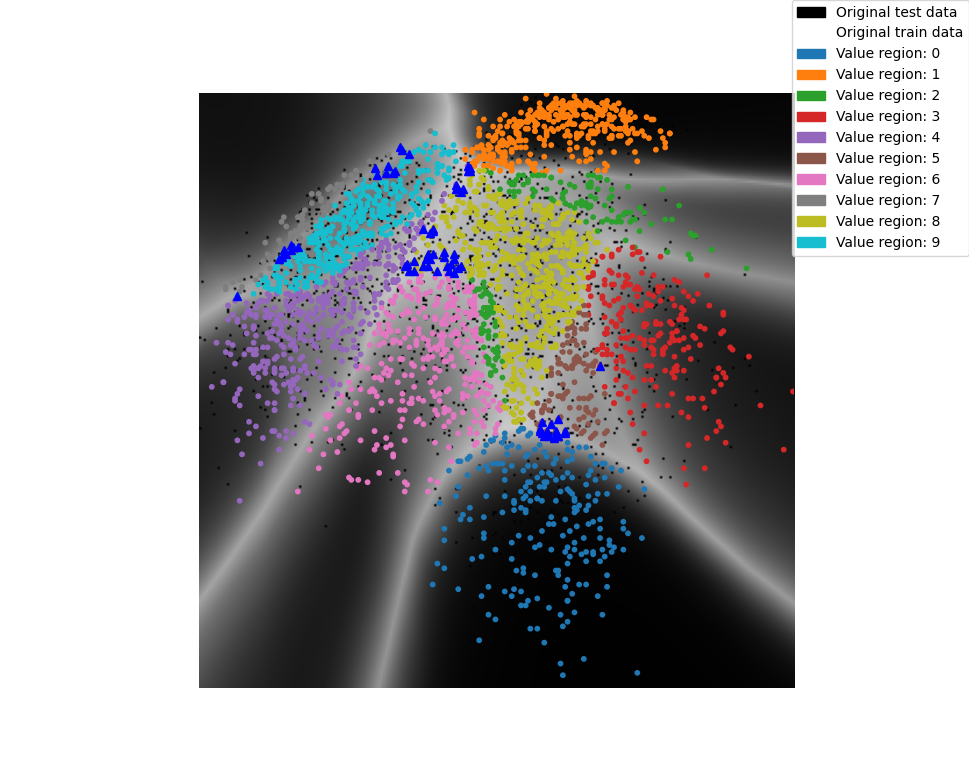 Original test data
Original train data
Value region: 0
Value region: 1
Value region: 2
Value region: 3
Value region: 4
Value region: 5
Value region: 6
Value region: 7
Value region: 8
Value region: 9